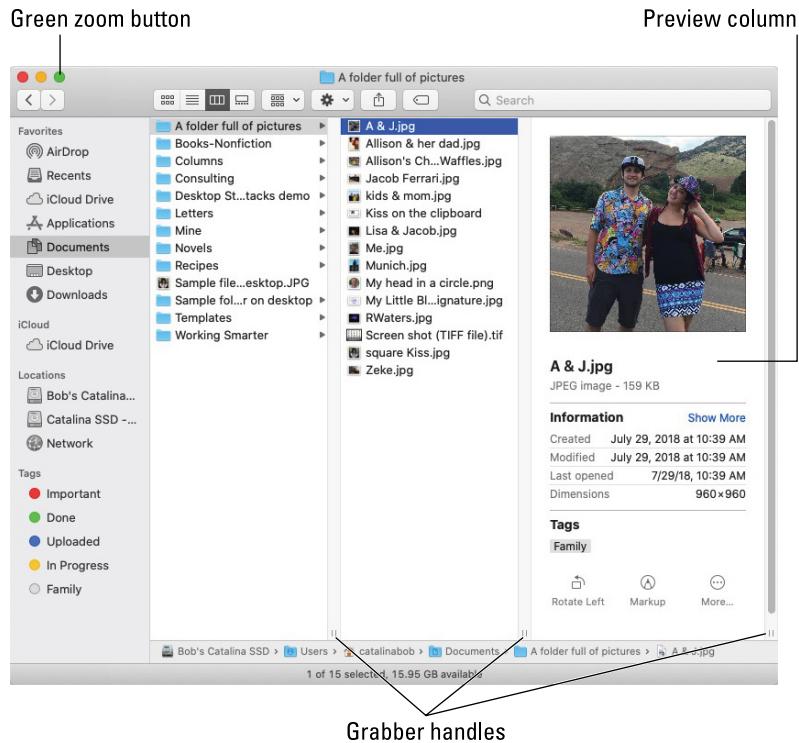 Green zoom button
Preview column
A folder full of pictures
Search
Favorites
AirDrop
Recents
iCloud Drive
Applications
Documents
Desktop
Downloads
iCloud
iCloud Drive
Locations
Bob's Catalina...
Catalina SSD -...
Network
Tags
Important
Done
Uploaded
In Progress
Family
A folder full of pictures
Books-Nonfiction
Columns
Consulting
Desktop St...tacks demo
Letters
Mine
Novels
Recipes
Sample file...esktop.JPG
Sample fol...r on desktop
Templates
Working Smarter
A & J.jpg
Allison & her dad.jpg
Allison's Ch...Waffles.jpg
Jacob Ferrari.jpg
kids & mom.jpg
Kiss on the clipboard
Lisa & Jacob.jpg
Me.jpg
Munich.jpg
My head in a circle.png
My Little Bl...ignature.jpg
RWaters.jpg
Screen shot (TIFF file).tif
square Kiss.jpg
Zeke.jpg
A & J.jpg
JPEG image - 159 KB
Information Show More
Created July 29, 2018 at 10:39 AM
Modified July 29, 2018 at 10:39 AM
Last opened 7/29/18, 10:39 AM
Dimensions 960×960
Tags
Family
Rotate Left Markup More...
Bob's Catalina SSD › Users › catalinabob › Documents › A folder full of pictures › A & J.jpg
1 of 15 selected, 15.95 GB available
Grabber handles